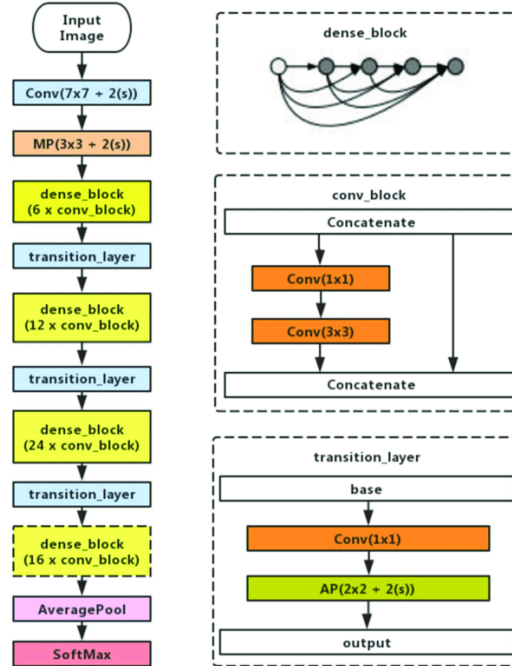 Input
Image
Conv(7x7 + 2(s))
MP(3x3 + 2(s))
dense_block
(6 x conv_block)
transition_layer
dense_block
(12 x conv_block)
transition_layer
dense_block
(24 x conv_block)
transition_layer
dense_block
(16 x conv_block)
AveragePool
SoftMax
dense_block
conv_block
Concatenate
Conv(1x1)
Conv(3x3)
Concatenate
transition_layer
base
Conv(1x1)
AP(2x2 + 2(s))
output